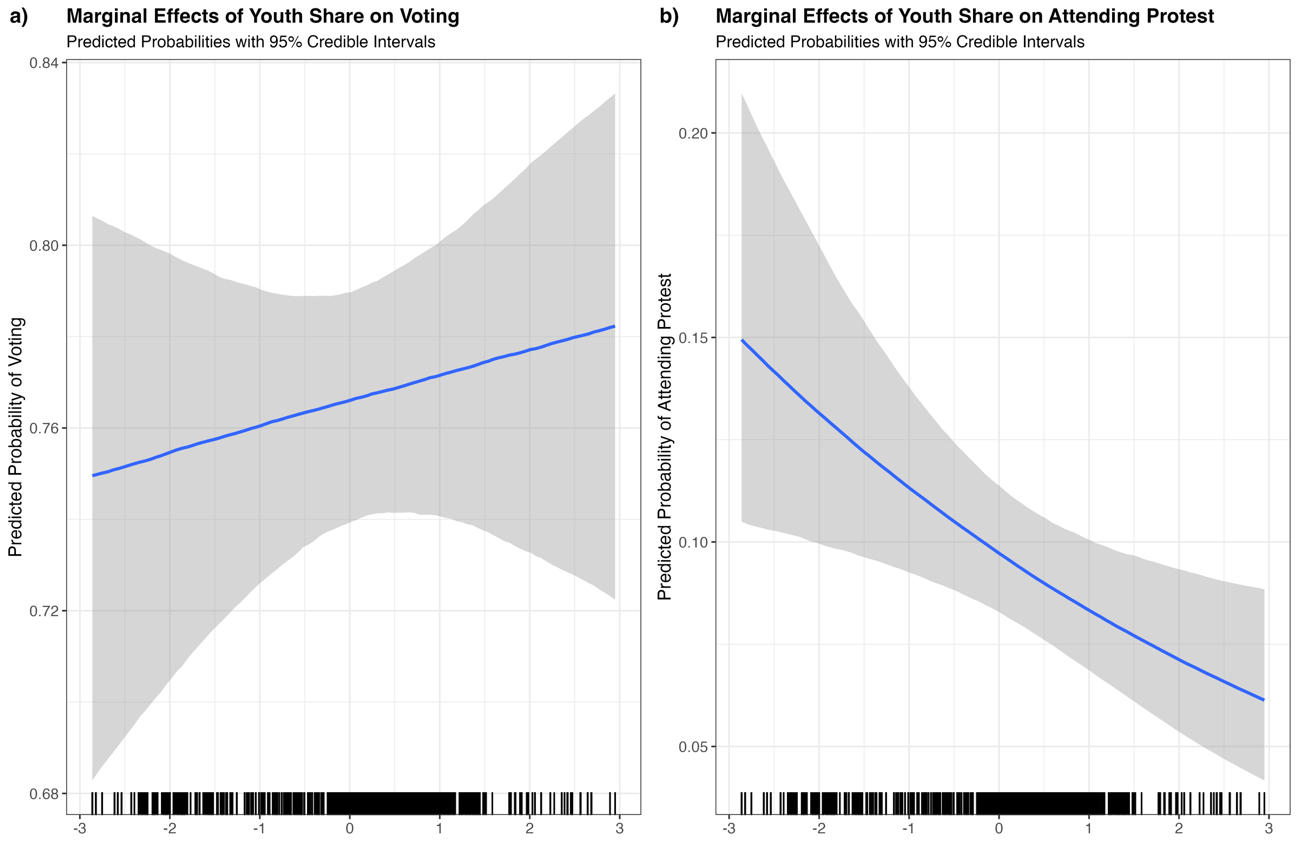 a) Marginal Effects of Youth Share on Voting
Predicted Probabilities with 95% Credible Intervals
Predicted Probability of Voting
0.84
0.80
0.76
0.72
0.68
-3 -2 -1 0 1 2 3
b) Marginal Effects of Youth Share on Attending Protest
Predicted Probabilities with 95% Credible Intervals
Predicted Probability of Attending Protest
0.20
0.15
0.10
0.05
-3 -2 -1 0 1 2 3